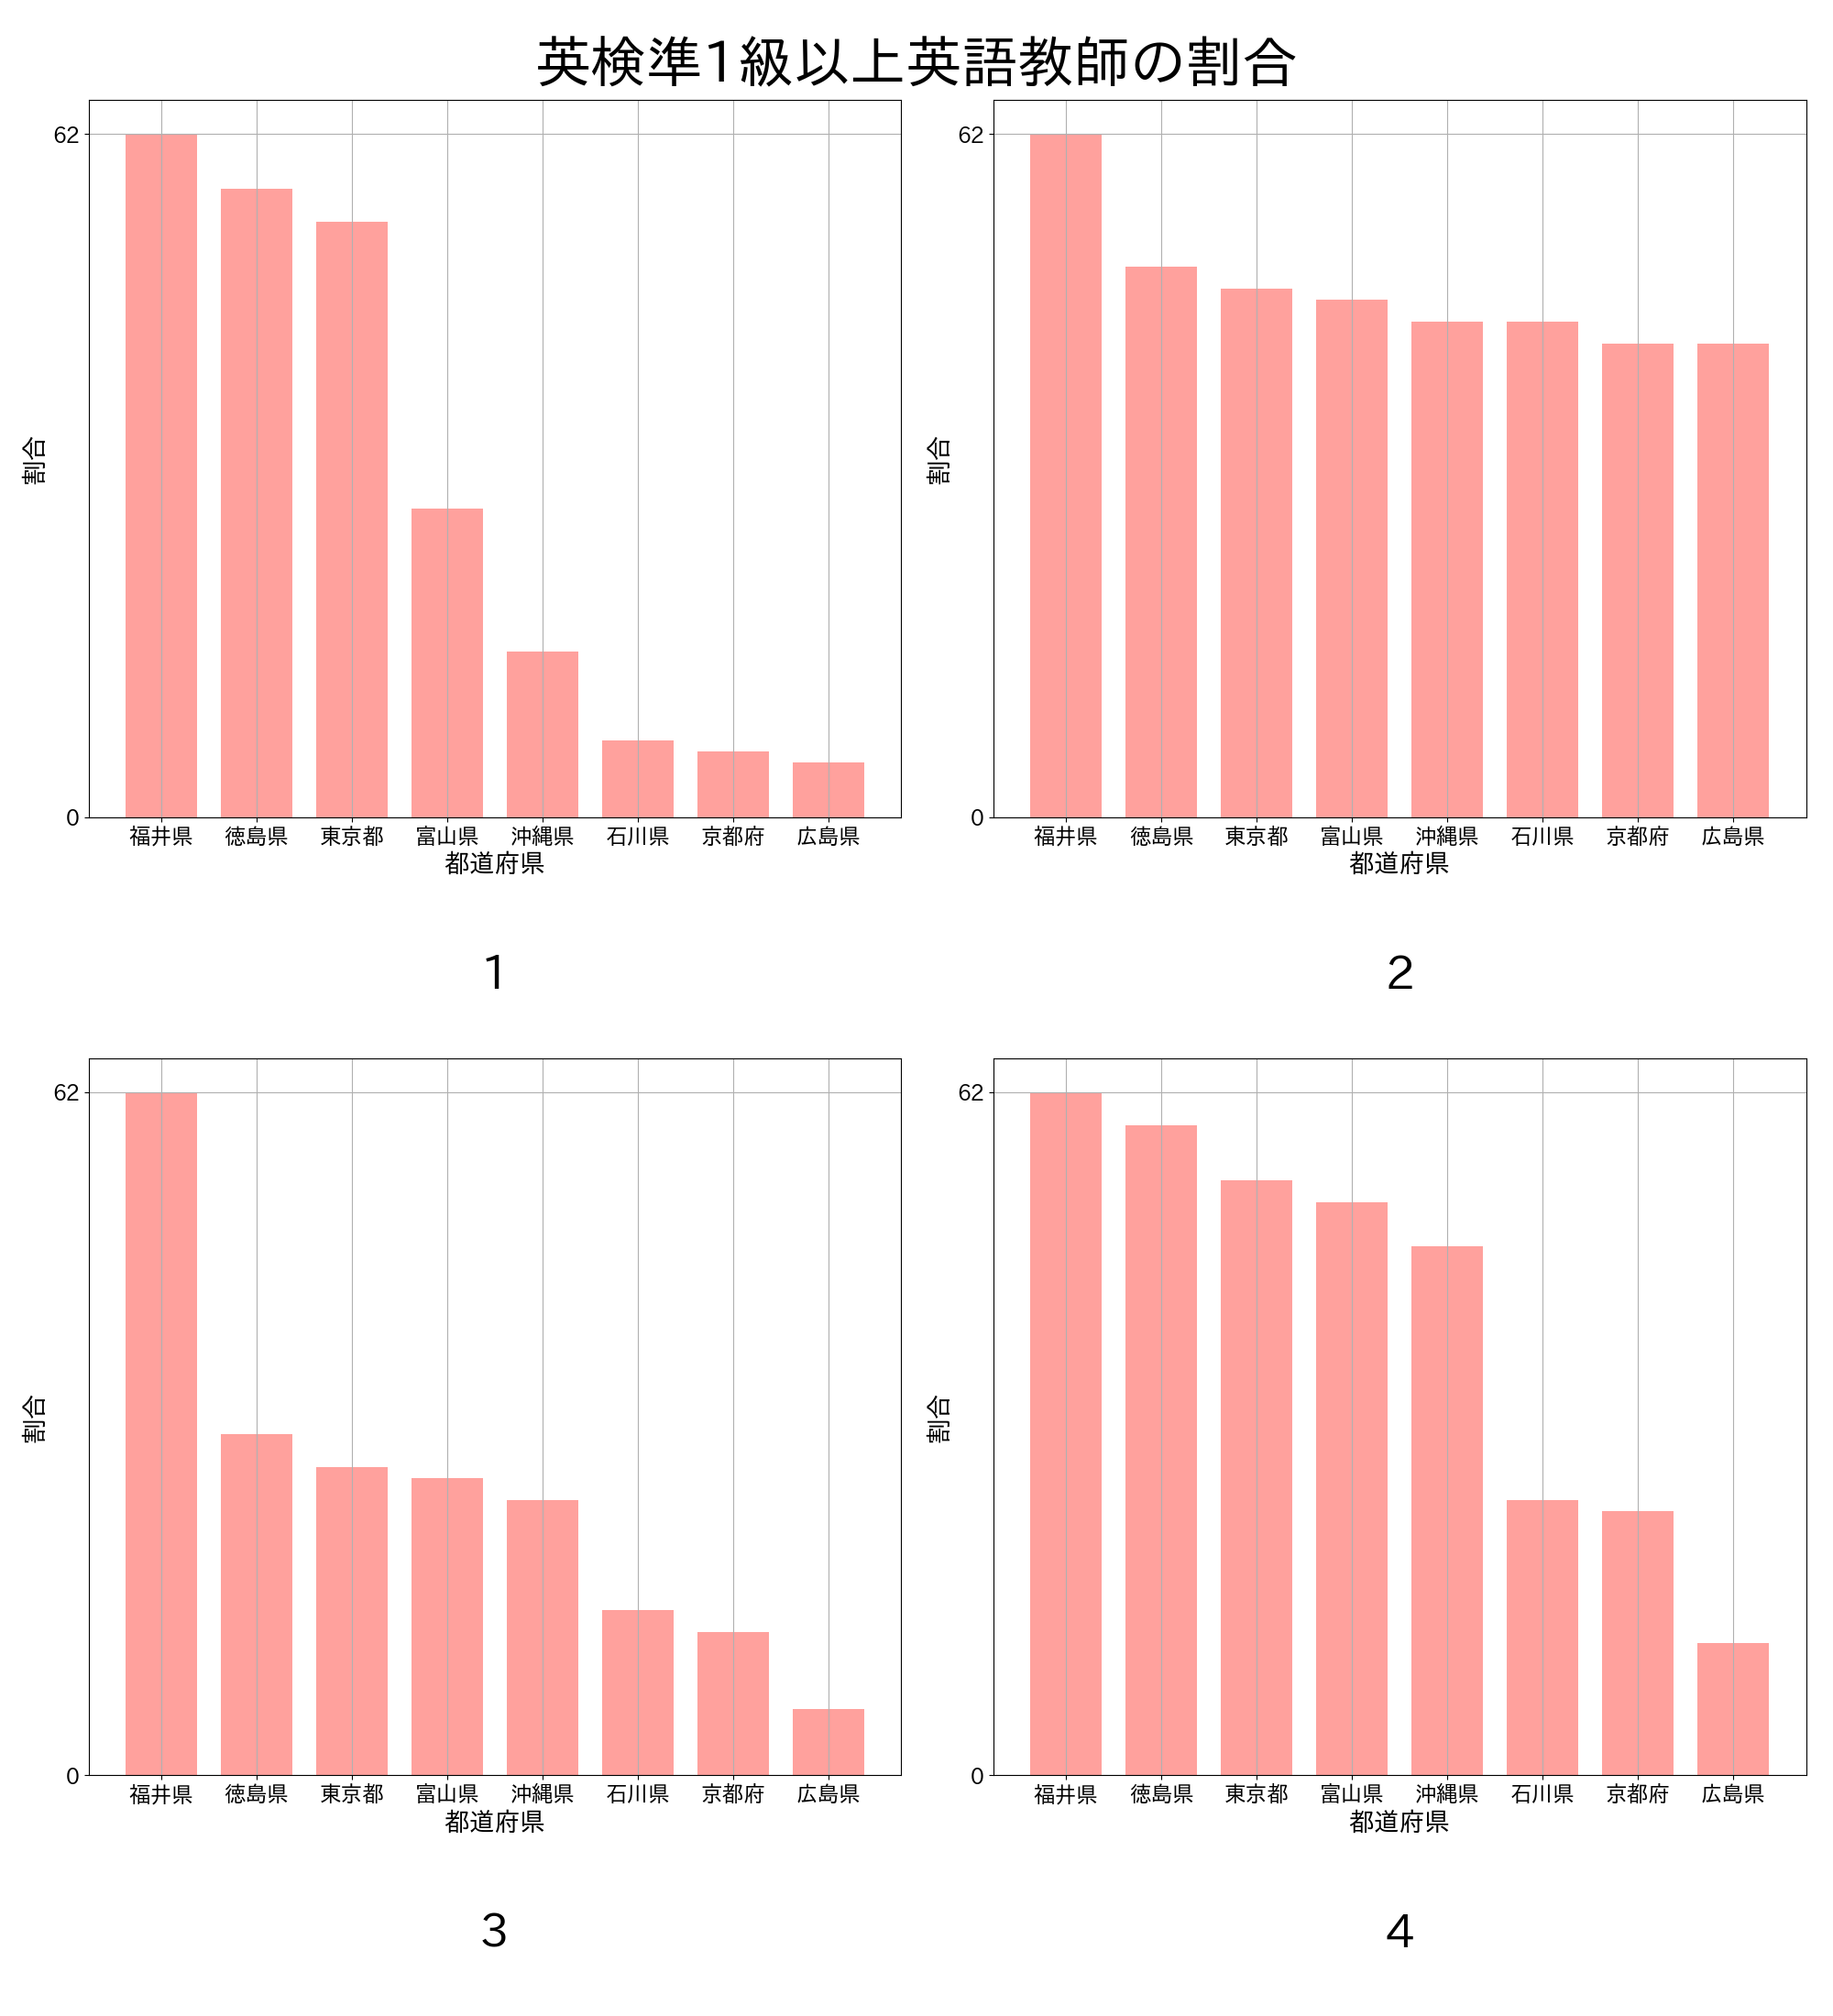 英検準1級以上英語教師の割合
62
0
割合
福井県 徳島県 東京都 富山県 沖縄県 石川県 京都府 広島県
都道府県
1
62
0
割合
福井県 徳島県 東京都 富山県 沖縄県 石川県 京都府 広島県
都道府県
2
62
0
割合
福井県 徳島県 東京都 富山県 沖縄県 石川県 京都府 広島県
都道府県
3
62
0
割合
福井県 徳島県 東京都 富山県 沖縄県 石川県 京都府 広島県
都道府県
4